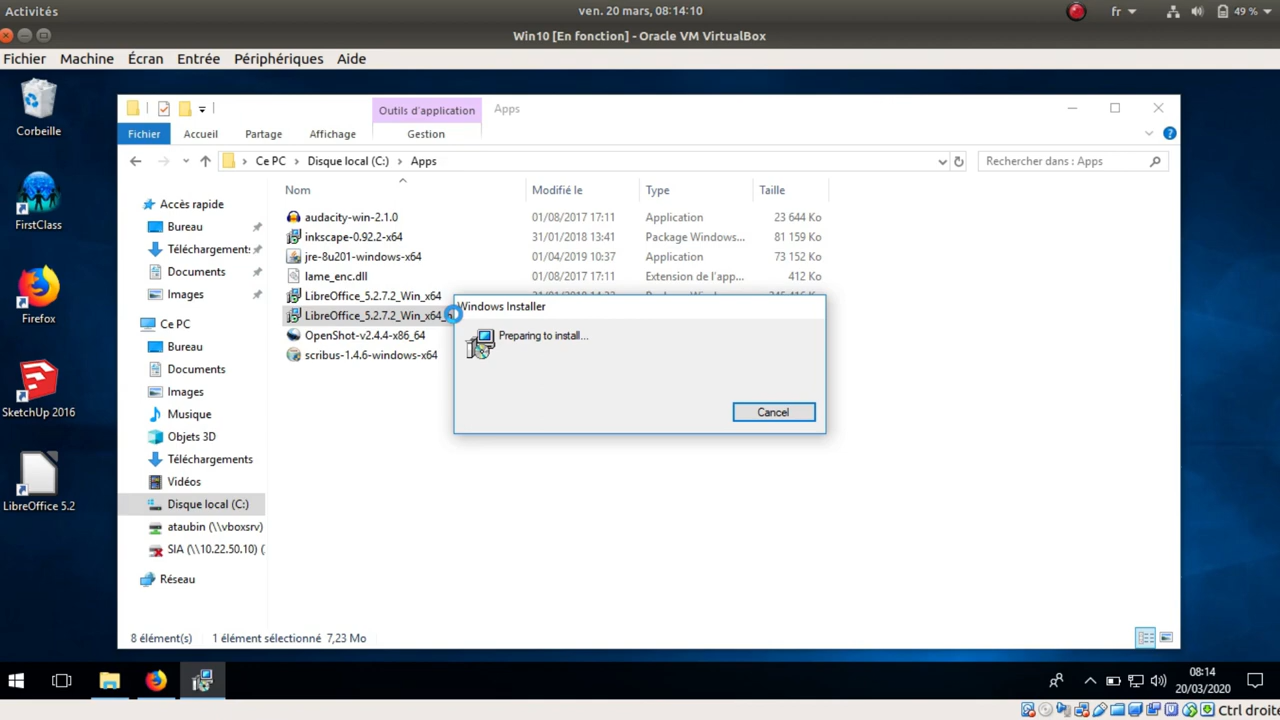 Activités
ven. 20 mars, 08:14:10
fr
49 %
Win10 [En fonction] - Oracle VM VirtualBox
Fichier Machine Écran Entrée Périphériques Aide
Corbeille
FirstClass
Firefox
SketchUp 2016
LibreOffice 5.2
Outils d'application
Apps
Fichier Accueil Partage Affichage Gestion
Ce PC Disque local (C:) Apps
Rechercher dans : Apps
Nom Modifié le Type Taille
audacity-win-2.1.0 01/08/2017 17:11 Application 23 644 Ko
inkscape-0.92.2-x64 31/01/2018 13:41 Package Windows... 81 159 Ko
jre-8u201-windows-x64 01/04/2019 10:37 Application 73 152 Ko
lame_enc.dll 01/08/2017 17:11 Extension de l'app... 412 Ko
LibreOffice_5.2.7.2_Win_x64
LibreOffice_5.2.7.2_Win_x64_
OpenShot-v2.4.4-x86_64
scribus-1.4.6-windows-x64
Accès rapide
Bureau
Téléchargements
Documents
Images
Ce PC
Bureau
Documents
Images
Musique
Objets 3D
Téléchargements
Vidéos
Disque local (C:)
ataubin (\\vboxsrv)
SIA (\\10.22.50.10) (
Réseau
Windows Installer
Preparing to install...
Cancel
8 élément(s) 1 élément sélectionné 7,23 Mo
08:14
20/03/2020
Ctrl droite